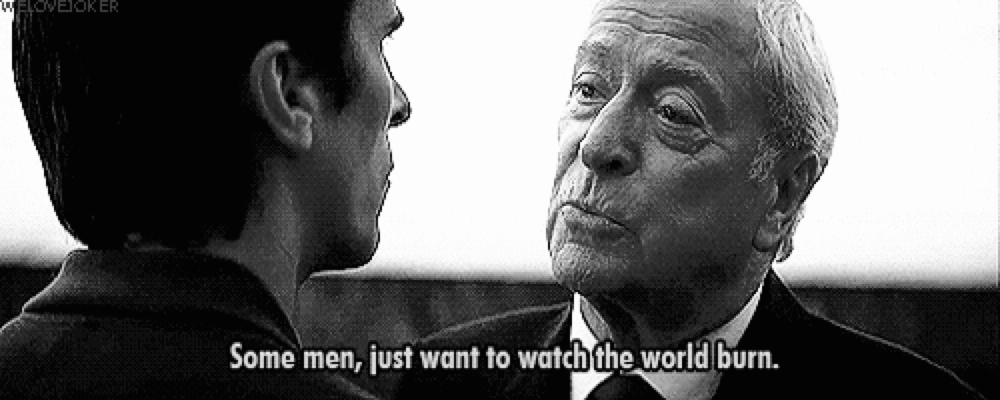 WELOVEJOKER
Some men, just want to watch the world burn.